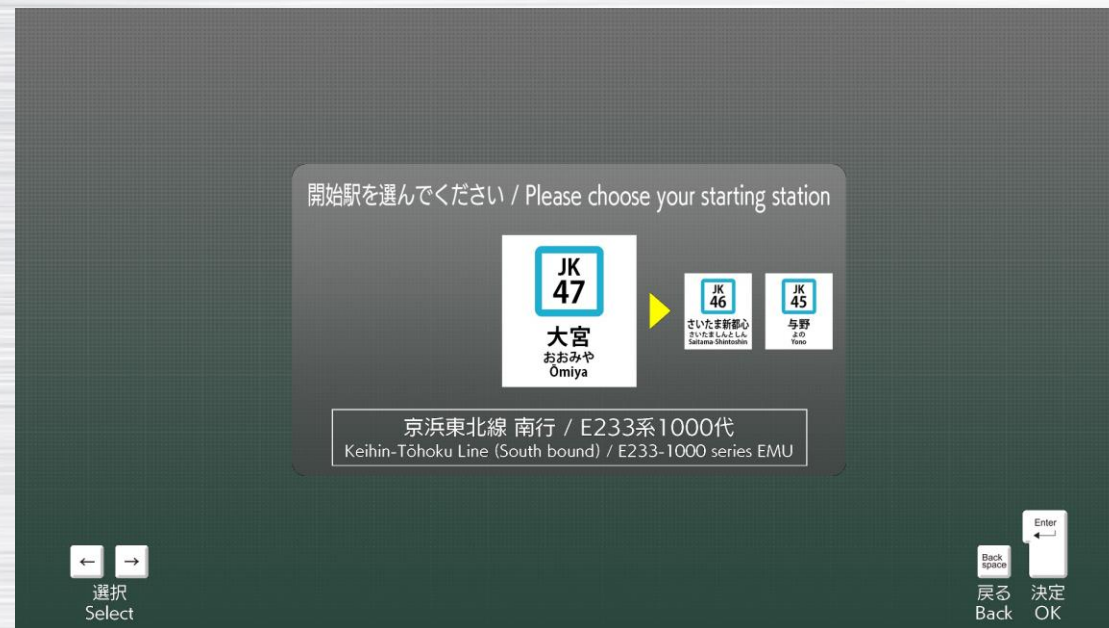 開始駅を選んでください / Please choose your starting station
JK
47
大宮
おおみや
Ōmiya
JK
46
さいたま新都心
さいたましんとしん
Saitama-Shintoshin
JK
45
与野
よの
Yono
京浜東北線 南行 / E233系1000代
Keihin-Tōhoku Line (South bound) / E233-1000 series EMU
← →
選択
Select
Back
space
戻る
Back
Enter
決定
OK